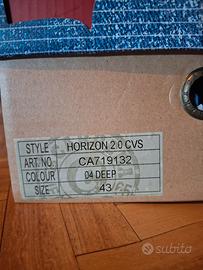 STYLE HORIZON 2.0 CVS
ART. NO. CA719132
COLOUR 04 DEEP
SIZE 43
subito